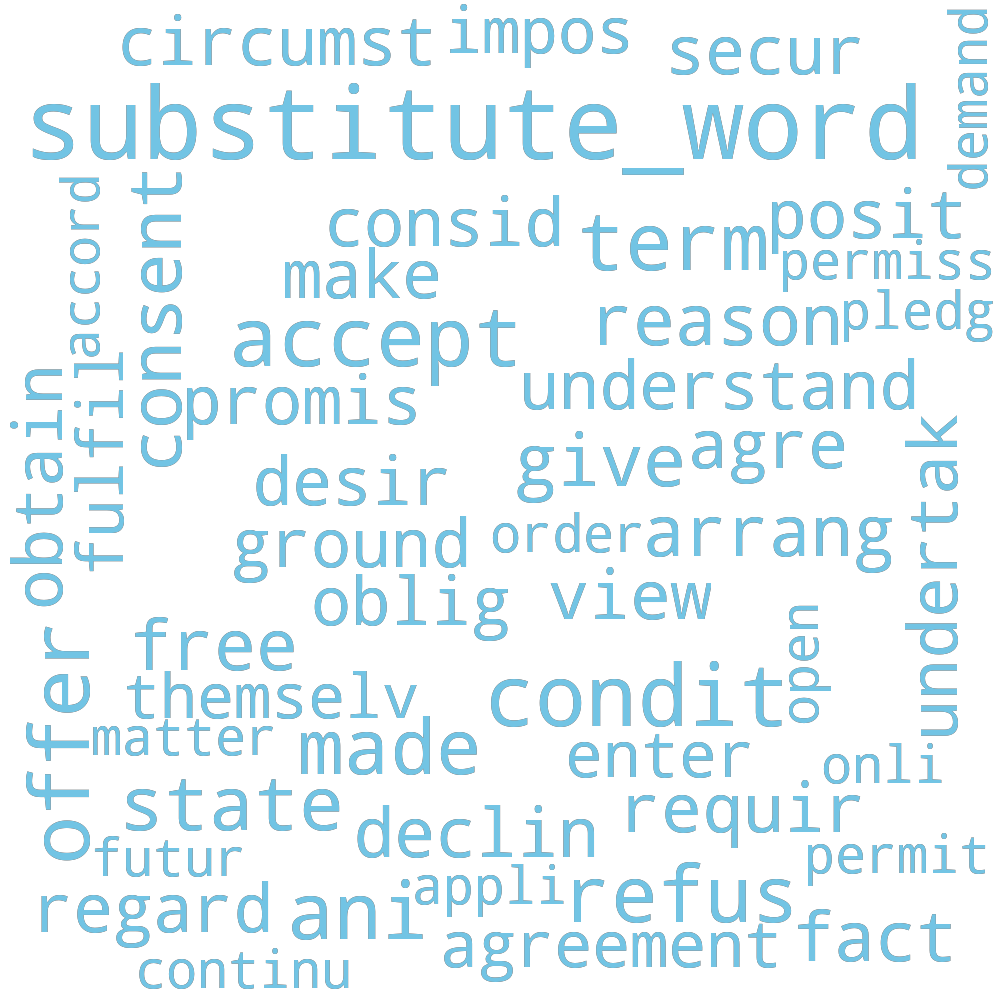 circumst
impos
secur
demand
substitute_word
accord
consent
consid
term
posit
permiss
make
accept
reason
pledg
promis
understand
obtain
fulfil
desir
give
agre
undertak
ground
order
arrang
oblig
view
free
open
offer
themselv
condit
matter
made
enter
onli
state
declin
requir
futur
permit
regard
ani
appli
refus
agreement
fact
continu